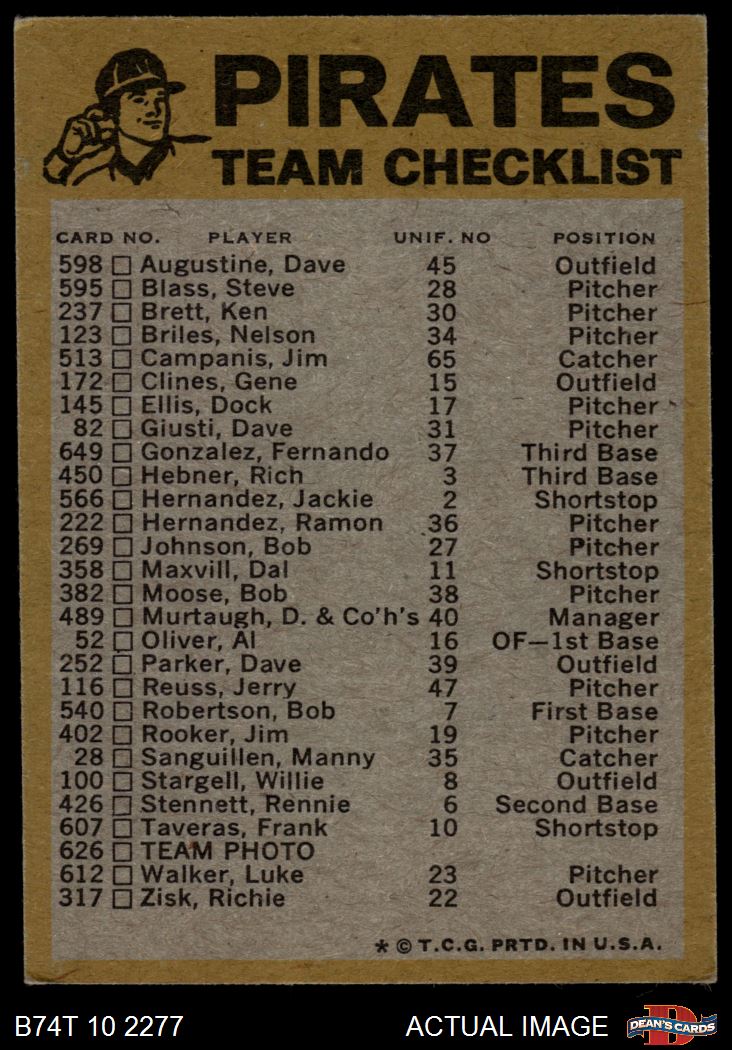 PIRATES
TEAM CHECKLIST
CARD NO. PLAYER UNIF. NO POSITION
598 Augustine, Dave 45 Outfield
595 Blass, Steve 28 Pitcher
237 Brett, Ken 30 Pitcher
123 Briles, Nelson 34 Pitcher
513 Campanis, Jim 65 Catcher
172 Clines, Gene 15 Outfield
145 Ellis, Dock 17 Pitcher
82 Giusti, Dave 31 Pitcher
649 Gonzalez, Fernando 37 Third Base
450 Hebner, Rich 3 Third Base
566 Hernandez, Jackie 2 Shortstop
222 Hernandez, Ramon 36 Pitcher
269 Johnson, Bob 27 Pitcher
358 Maxvill, Dal 11 Shortstop
382 Moose, Bob 38 Pitcher
489 Murtaugh, D. & Co'h's 40 Manager
52 Oliver, Al 16 OF—1st Base
252 Parker, Dave 39 Outfield
116 Reuss, Jerry 47 Pitcher
540 Robertson, Bob 7 First Base
402 Rooker, Jim 19 Pitcher
28 Sanguillen, Manny 35 Catcher
100 Stargell, Willie 8 Outfield
426 Stennett, Rennie 6 Second Base
607 Taveras, Frank 10 Shortstop
626 TEAM PHOTO
612 Walker, Luke 23 Pitcher
317 Zisk, Richie 22 Outfield
* © T.C.G. PRTD. IN U.S.A.
B74T 10 2277 ACTUAL IMAGE DEAN'S CARDS